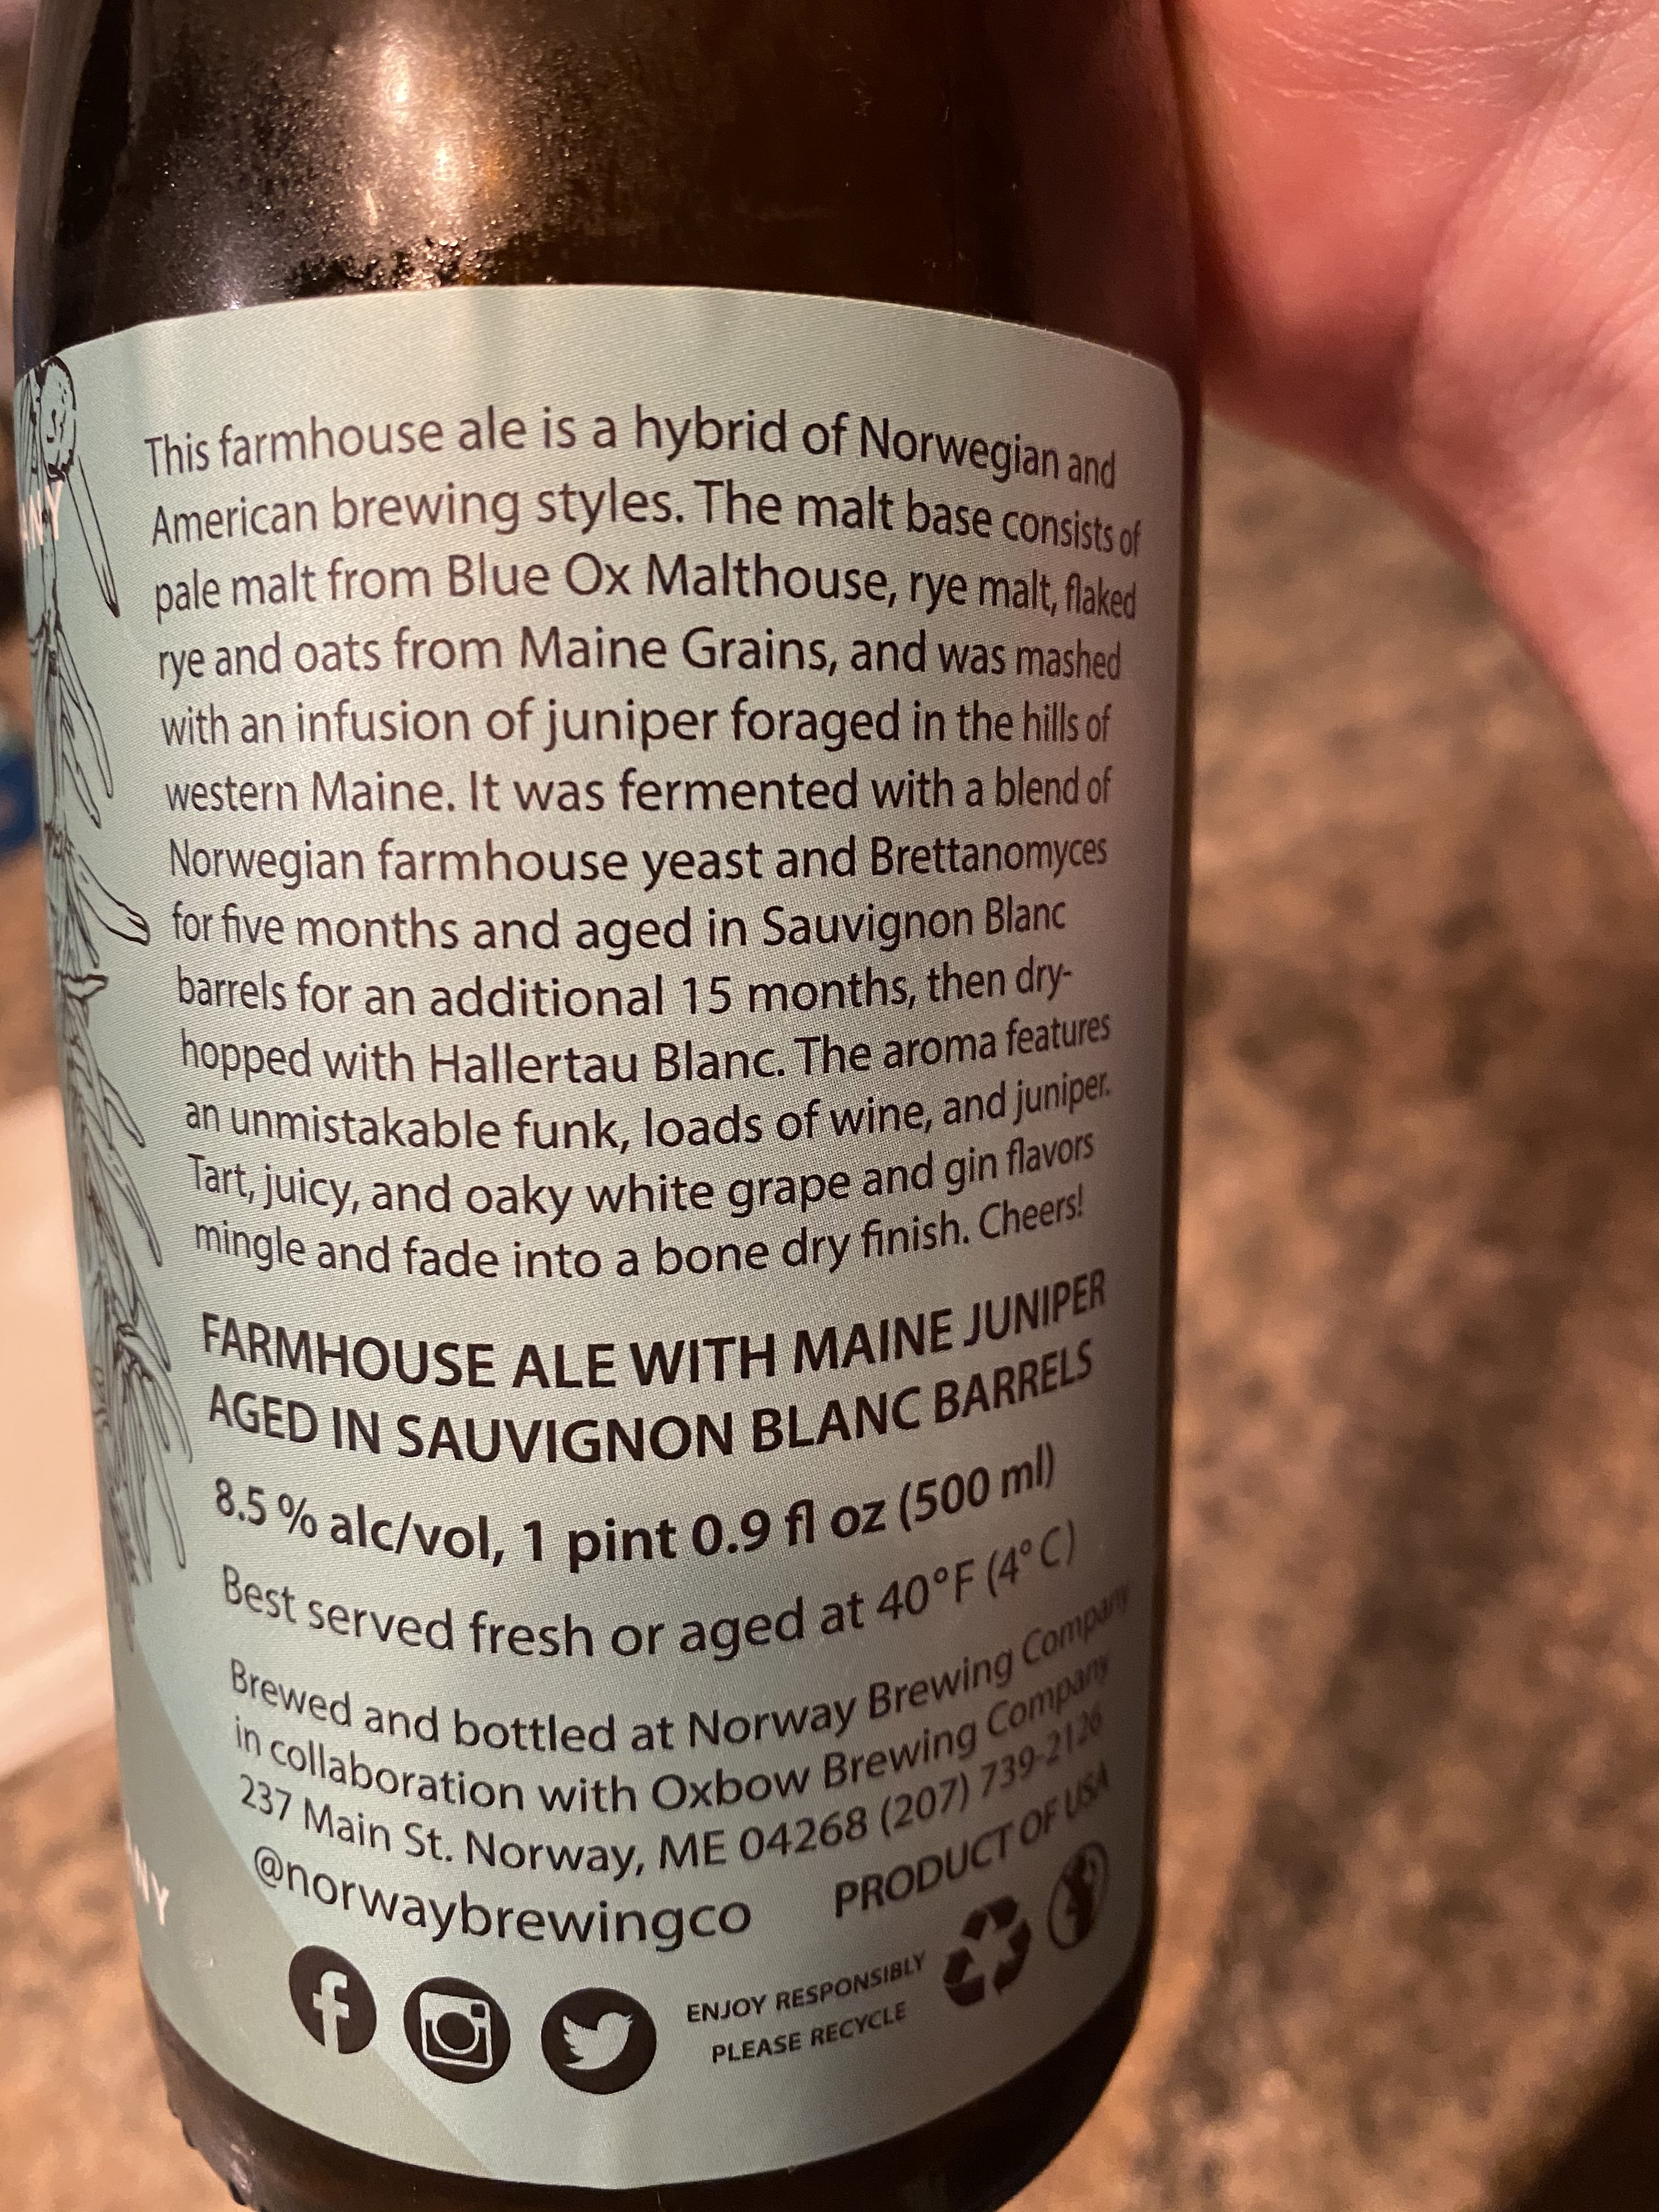 This farmhouse ale is a hybrid of Norwegian and
American brewing styles. The malt base consists of
pale malt from Blue Ox Malthouse, rye malt, flaked
rye and oats from Maine Grains, and was mashed
with an infusion of juniper foraged in the hills of
western Maine. It was fermented with a blend of
Norwegian farmhouse yeast and Brettanomyces
for five months and aged in Sauvignon Blanc
barrels for an additional 15 months, then dry-
hopped with Hallertau Blanc. The aroma features
an unmistakable funk, loads of wine, and juniper.
Tart, juicy, and oaky white grape and gin flavors
mingle and fade into a bone dry finish. Cheers!
FARMHOUSE ALE WITH MAINE JUNIPER
AGED IN SAUVIGNON BLANC BARRELS
8.5 % alc/vol, 1 pint 0.9 fl oz (500 ml)
Best served fresh or aged at 40°F (4° C)
Brewed and bottled at Norway Brewing Company
in collaboration with Oxbow Brewing Company
237 Main St. Norway, ME 04268 (207) 739-2126
@norwaybrewingco PRODUCT OF USA
ENJOY RESPONSIBLY
PLEASE RECYCLE